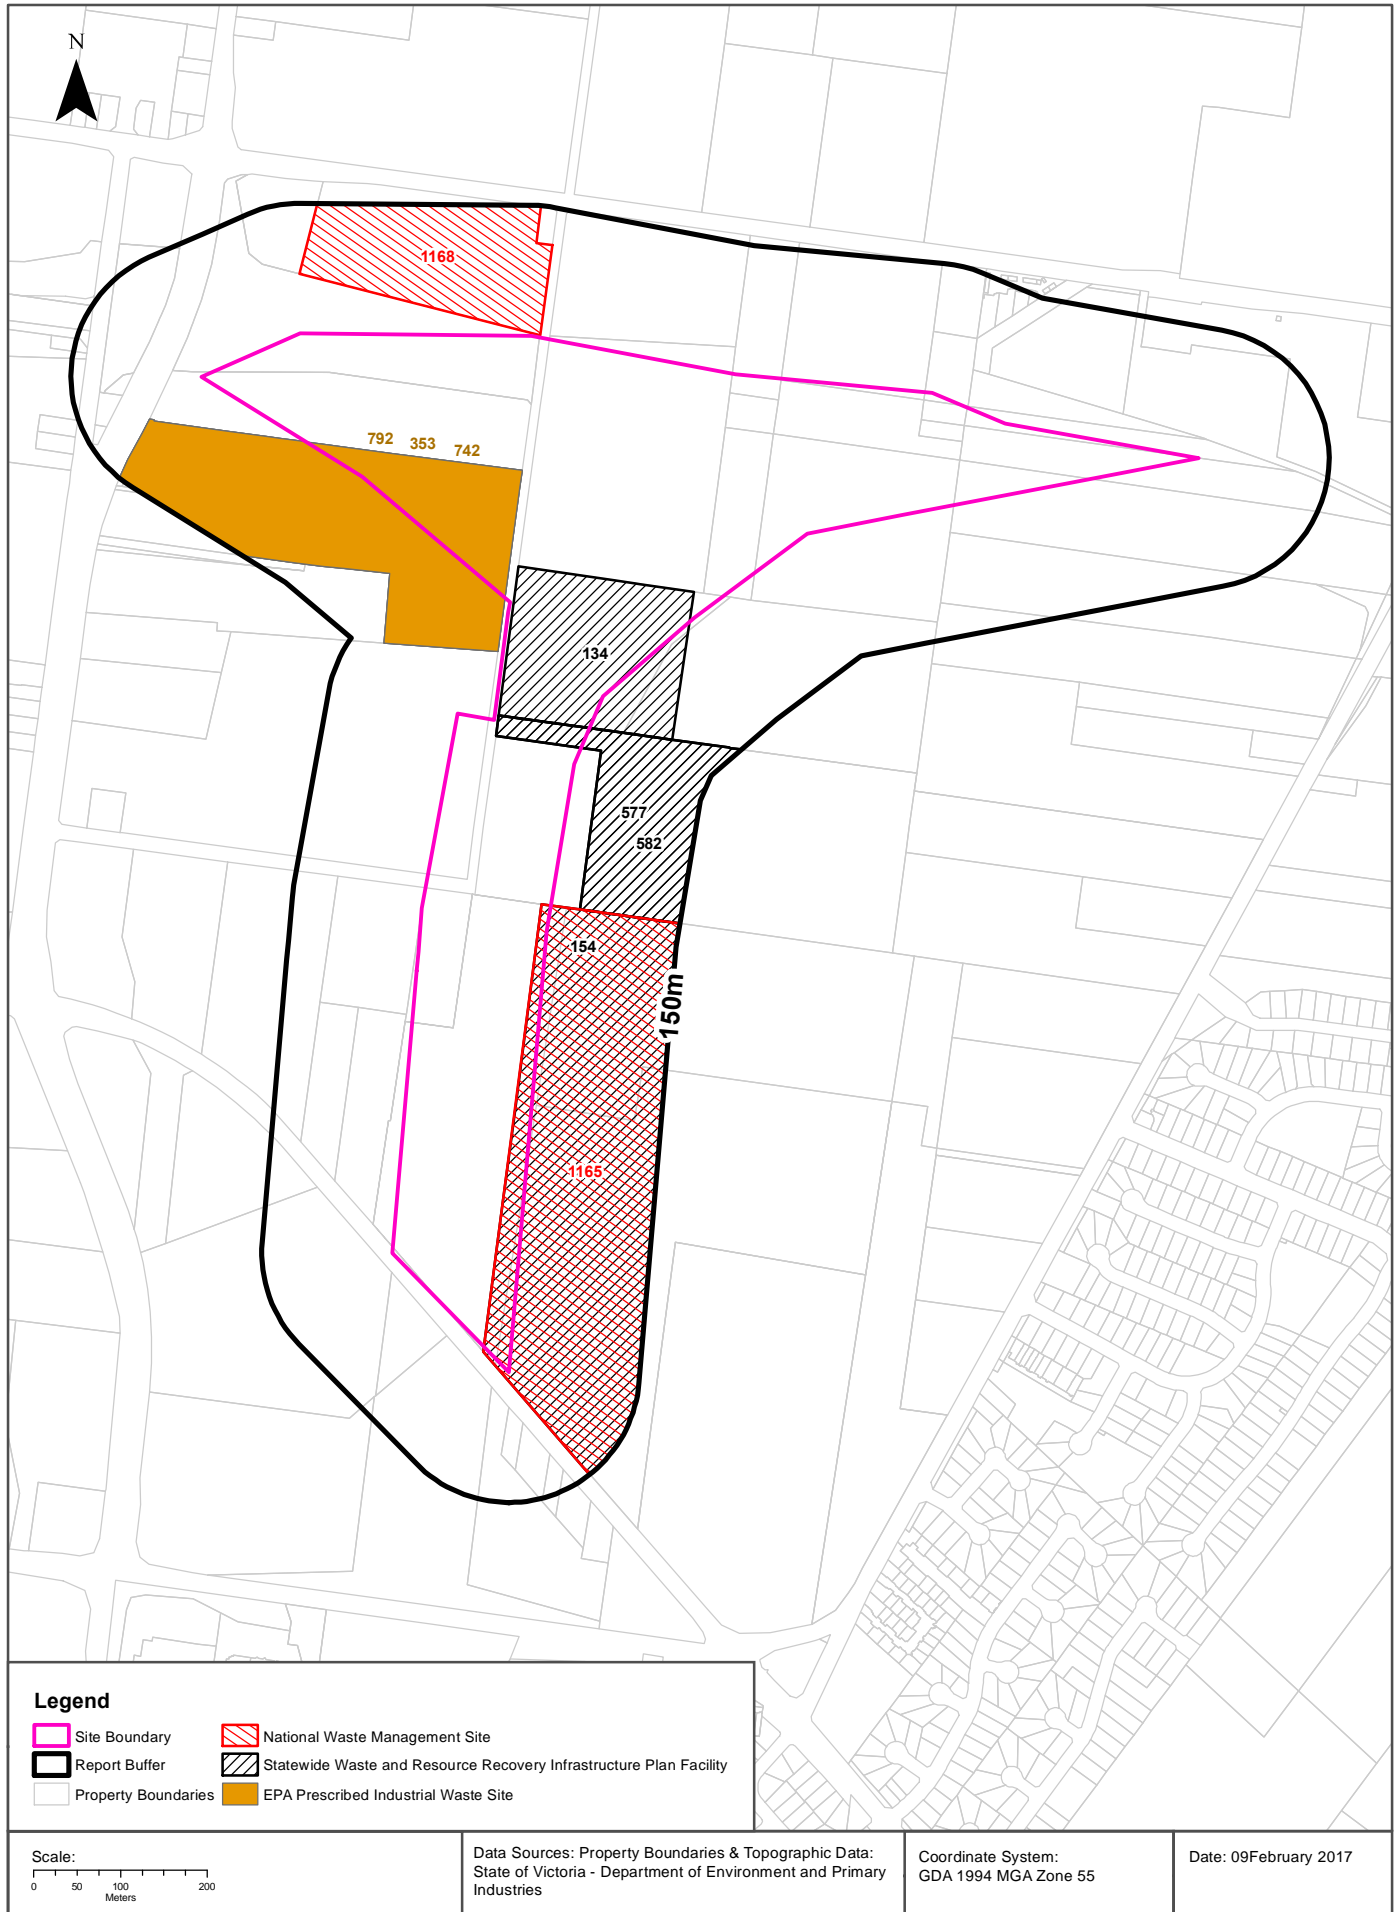 N
1168
792 353 742
134
577
582
154
150m
1165
Legend
Site Boundary
Report Buffer
Property Boundaries
National Waste Management Site
Statewide Waste and Resource Recovery Infrastructure Plan Facility
EPA Prescribed Industrial Waste Site
Scale:
0 50 100 200
Meters
Data Sources: Property Boundaries & Topographic Data:
State of Victoria - Department of Environment and Primary
Industries
Coordinate System:
GDA 1994 MGA Zone 55
Date: 09February 2017